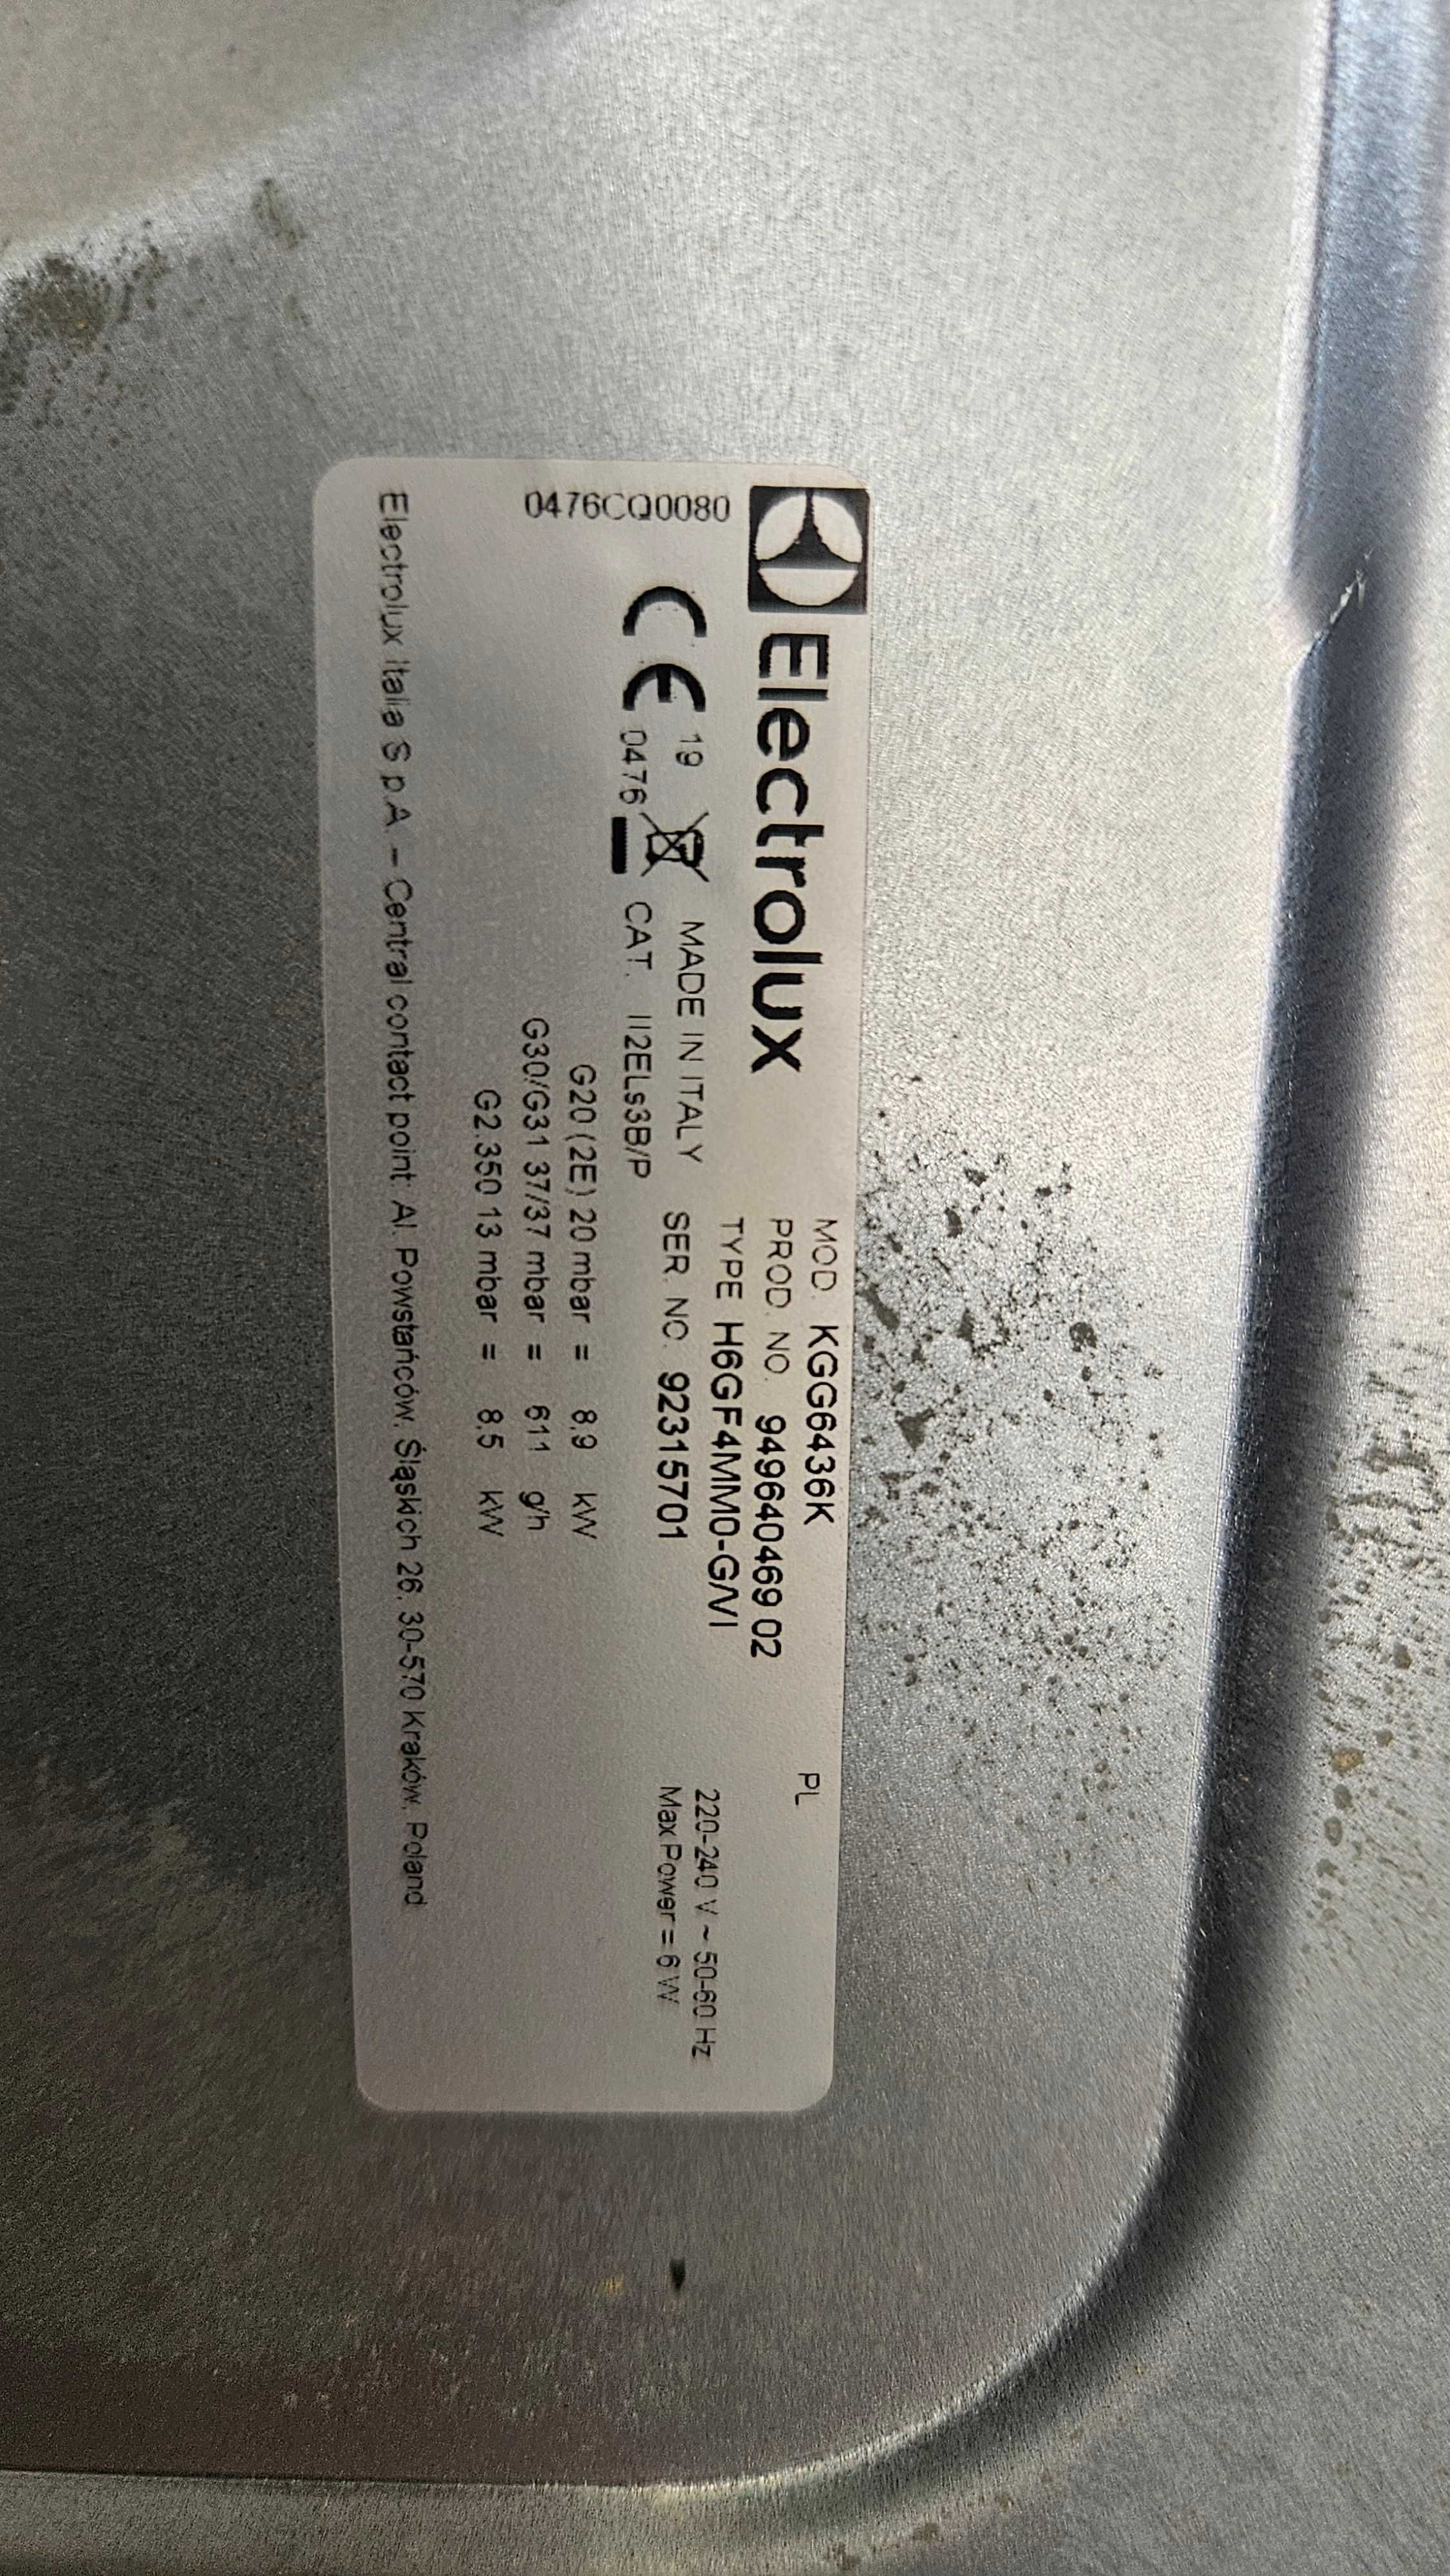 Electrolux
MOD. KGG6436K
PL
PROD. NO. 949640469 02
TYPE H6GF4MM0-G/VI
220-240 V ~ 50-60 Hz
0476CQ0080
CE 19
0476
MADE IN ITALY
SER. NO. 92315701
Max Power = 6 W
CAT. II2ELs3B/P
G20 (2E) 20 mbar = 8,9 kW
G30/G31 37/37 mbar = 611 g/h
G2.350 13 mbar = 8,5 kW
Electrolux Italia S.p.A. - Central contact point: Al. Powstańców. Śląskich 26, 30-570 Kraków, Poland